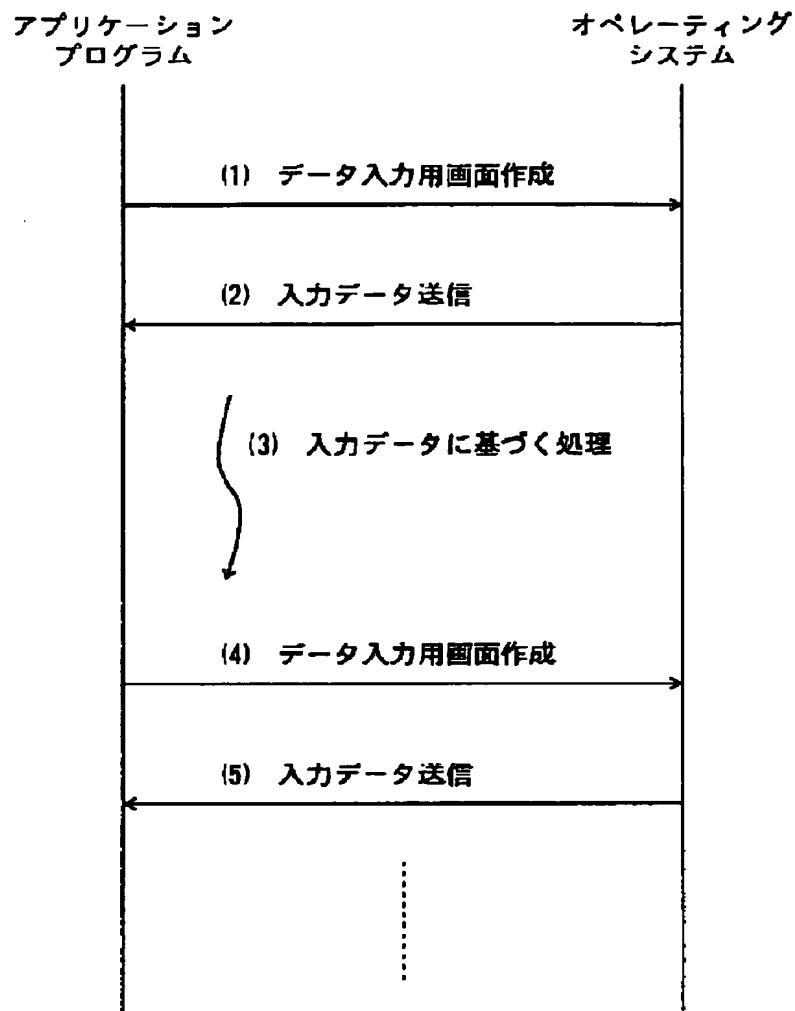 アプリケーション
プログラム
オペレーティング
システム
(1) データ入力用画面作成
(2) 入力データ送信
(3) 入力データに基づく処理
(4) データ入力用画面作成
(5) 入力データ送信